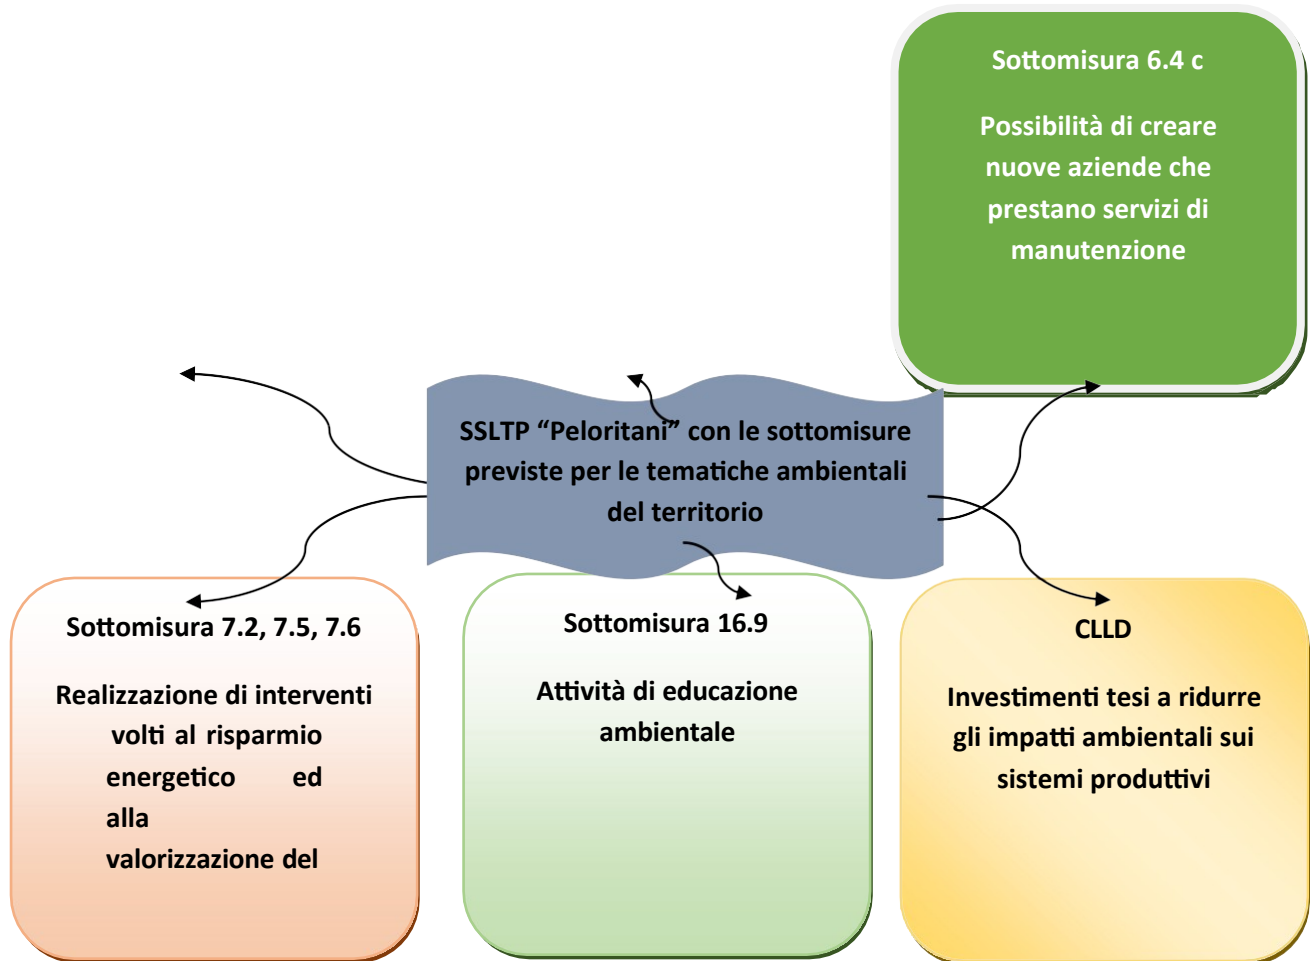 Sottomisura 6.4 c
Possibilità di creare
nuove aziende che
prestano servizi di
manutenzione
SSLTP “Peloritani” con le sottomisure
previste per le tematiche ambientali
del territorio
Sottomisura 7.2, 7.5, 7.6
Realizzazione di interventi
volti al risparmio
energetico ed
alla
valorizzazione del
Sottomisura 16.9
Attività di educazione
ambientale
CLLD
Investimenti tesi a ridurre
gli impatti ambientali sui
sistemi produttivi